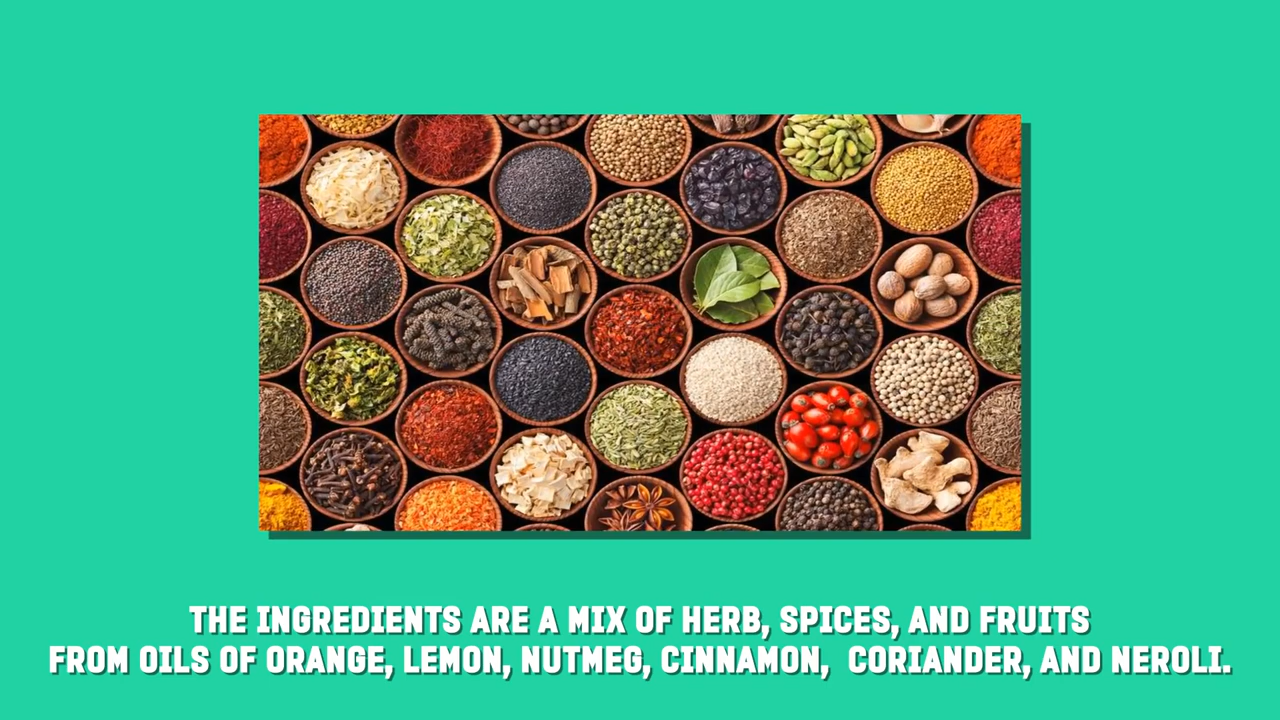 THE INGREDIENTS ARE A MIX OF HERB, SPICES, AND FRUITS
FROM OILS OF ORANGE, LEMON, NUTMEG, CINNAMON,  CORIANDER, AND NEROLI.